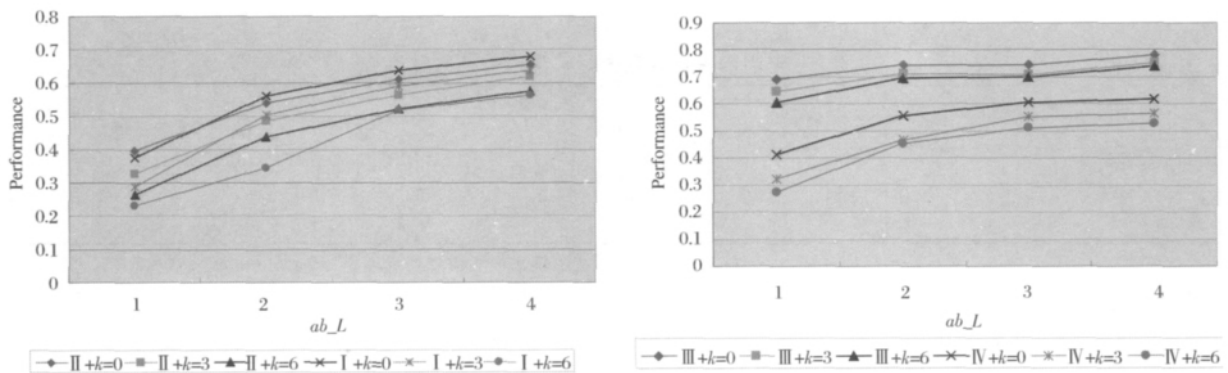 0.8
0.7
0.6
0.5
0.4
0.3
0.2
0.1
0
Performance
1 2 3 4
ab_L
Ⅱ+k=0 Ⅱ+k=3 Ⅱ+k=6 Ⅰ+k=0 Ⅰ+k=3 Ⅰ+k=6
0.9
0.8
0.7
0.6
0.5
0.4
0.3
0.2
0.1
0
Performance
1 2 3 4
ab_L
Ⅲ+k=0 Ⅲ+k=3 Ⅲ+k=6 Ⅳ+k=0 Ⅳ+k=3 Ⅳ+k=6